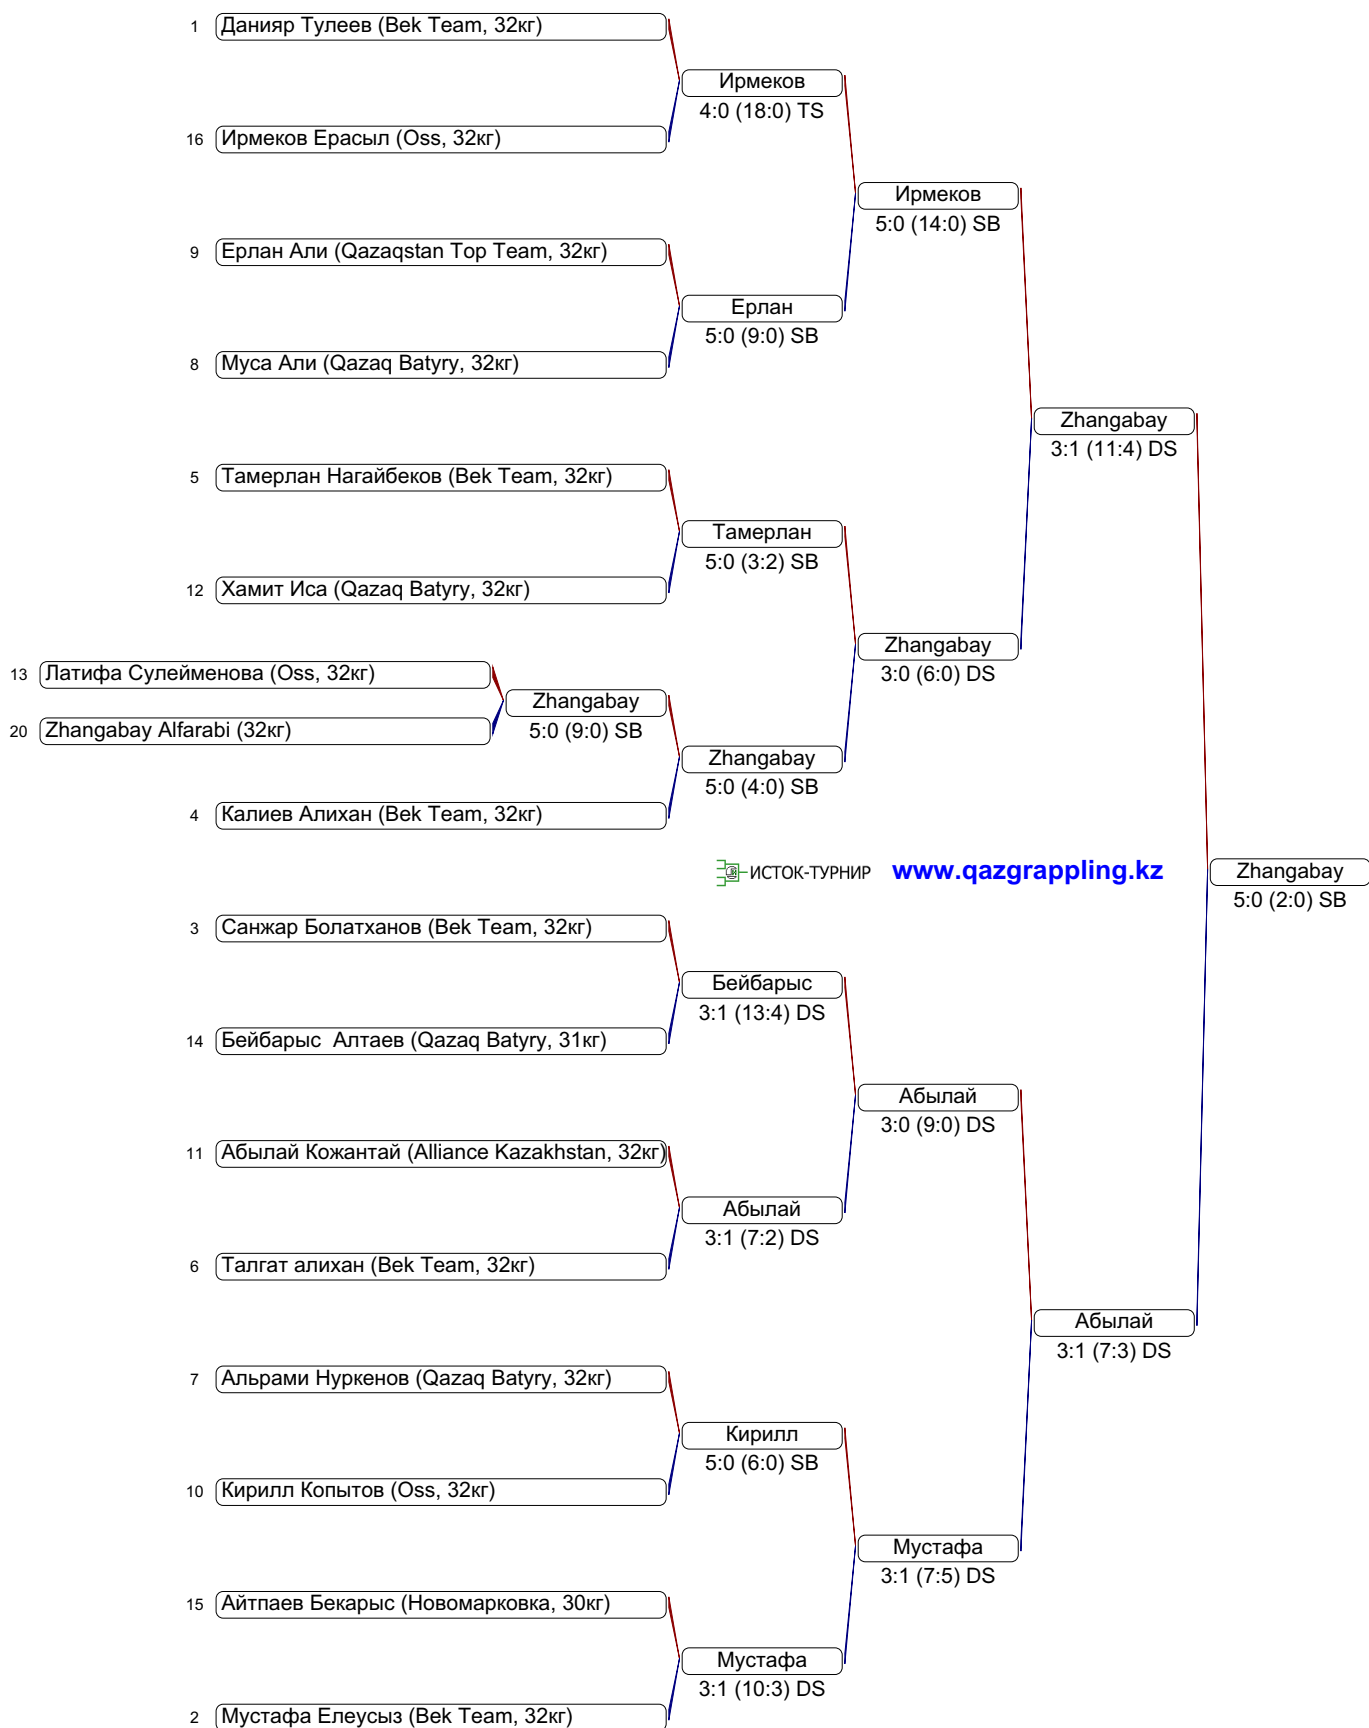 1 Данияр Тулеев (Bek Team, 32кг)
Ирмеков
4:0 (18:0) TS
16 Ирмеков Ерасыл (Oss, 32кг)
Ирмеков
5:0 (14:0) SB
9 Ерлан Али (Qazaqstan Top Team, 32кг)
Ерлан
5:0 (9:0) SB
8 Муса Али (Qazaq Batyry, 32кг)
Zhangabay
3:1 (11:4) DS
5 Тамерлан Нагайбеков (Bek Team, 32кг)
Тамерлан
5:0 (3:2) SB
12 Хамит Иса (Qazaq Batyry, 32кг)
Zhangabay
3:0 (6:0) DS
13 Латифа Сулейменова (Oss, 32кг)
Zhangabay
5:0 (9:0) SB
20 Zhangabay Alfarabi (32кг)
Zhangabay
5:0 (4:0) SB
4 Калиев Алихан (Bek Team, 32кг)
ИСТОК-ТУРНИР www.qazgrappling.kz
Zhangabay
5:0 (2:0) SB
3 Санжар Болатханов (Bek Team, 32кг)
Бейбарыс
3:1 (13:4) DS
14 Бейбарыс  Алтаев (Qazaq Batyry, 31кг)
Абылай
3:0 (9:0) DS
11 Абылай Кожантай (Alliance Kazakhstan, 32кг)
Абылай
3:1 (7:2) DS
6 Талгат алихан (Bek Team, 32кг)
Абылай
3:1 (7:3) DS
7 Альрами Нуркенов (Qazaq Batyry, 32кг)
Кирилл
5:0 (6:0) SB
10 Кирилл Копытов (Oss, 32кг)
Мустафа
3:1 (7:5) DS
15 Айтпаев Бекарыс (Новомарковка, 30кг)
Мустафа
3:1 (10:3) DS
2 Мустафа Елеусыз (Bek Team, 32кг)